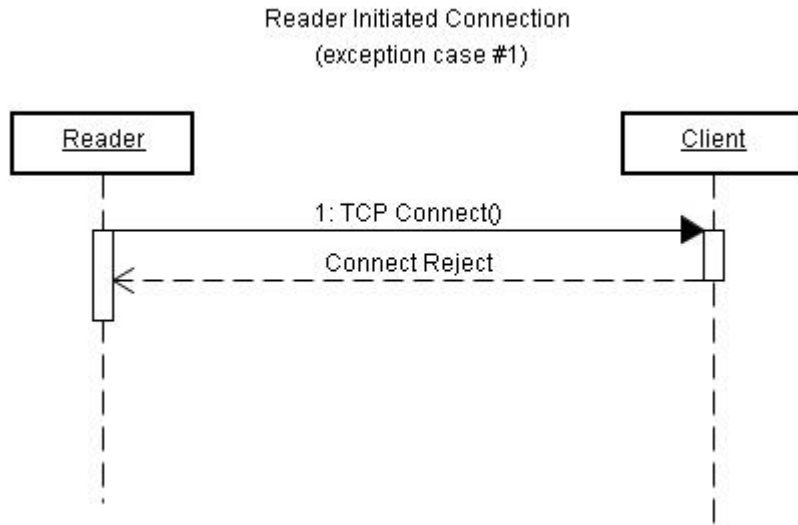 Reader Initiated Connection
(exception case #1)
Reader
Client
1: TCP Connect()
Connect Reject